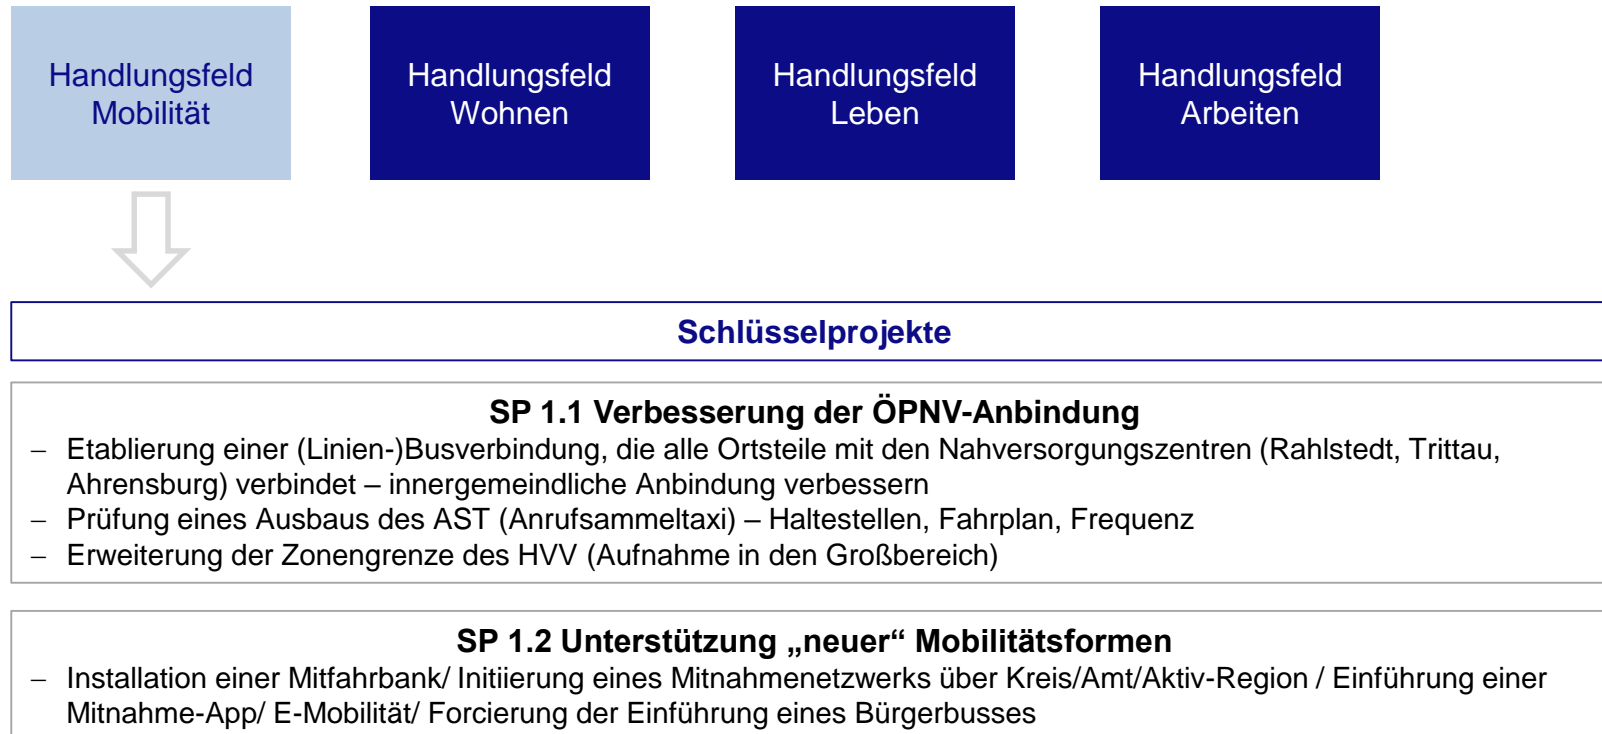 Handlungsfeld
Mobilität
Handlungsfeld
Wohnen
Handlungsfeld
Leben
Handlungsfeld
Arbeiten
Schlüsselprojekte
SP 1.1 Verbesserung der ÖPNV-Anbindung
– Etablierung einer (Linien-)Busverbindung, die alle Ortsteile mit den Nahversorgungszentren (Rahlstedt, Trittau,
Ahrensburg) verbindet – innergemeindliche Anbindung verbessern
– Prüfung eines Ausbaus des AST (Anrufsammeltaxi) – Haltestellen, Fahrplan, Frequenz
– Erweiterung der Zonengrenze des HVV (Aufnahme in den Großbereich)
SP 1.2 Unterstützung „neuer“ Mobilitätsformen
– Installation einer Mitfahrbank/ Initiierung eines Mitnahmenetzwerks über Kreis/Amt/Aktiv-Region / Einführung einer
Mitnahme-App/ E-Mobilität/ Forcierung der Einführung eines Bürgerbusses